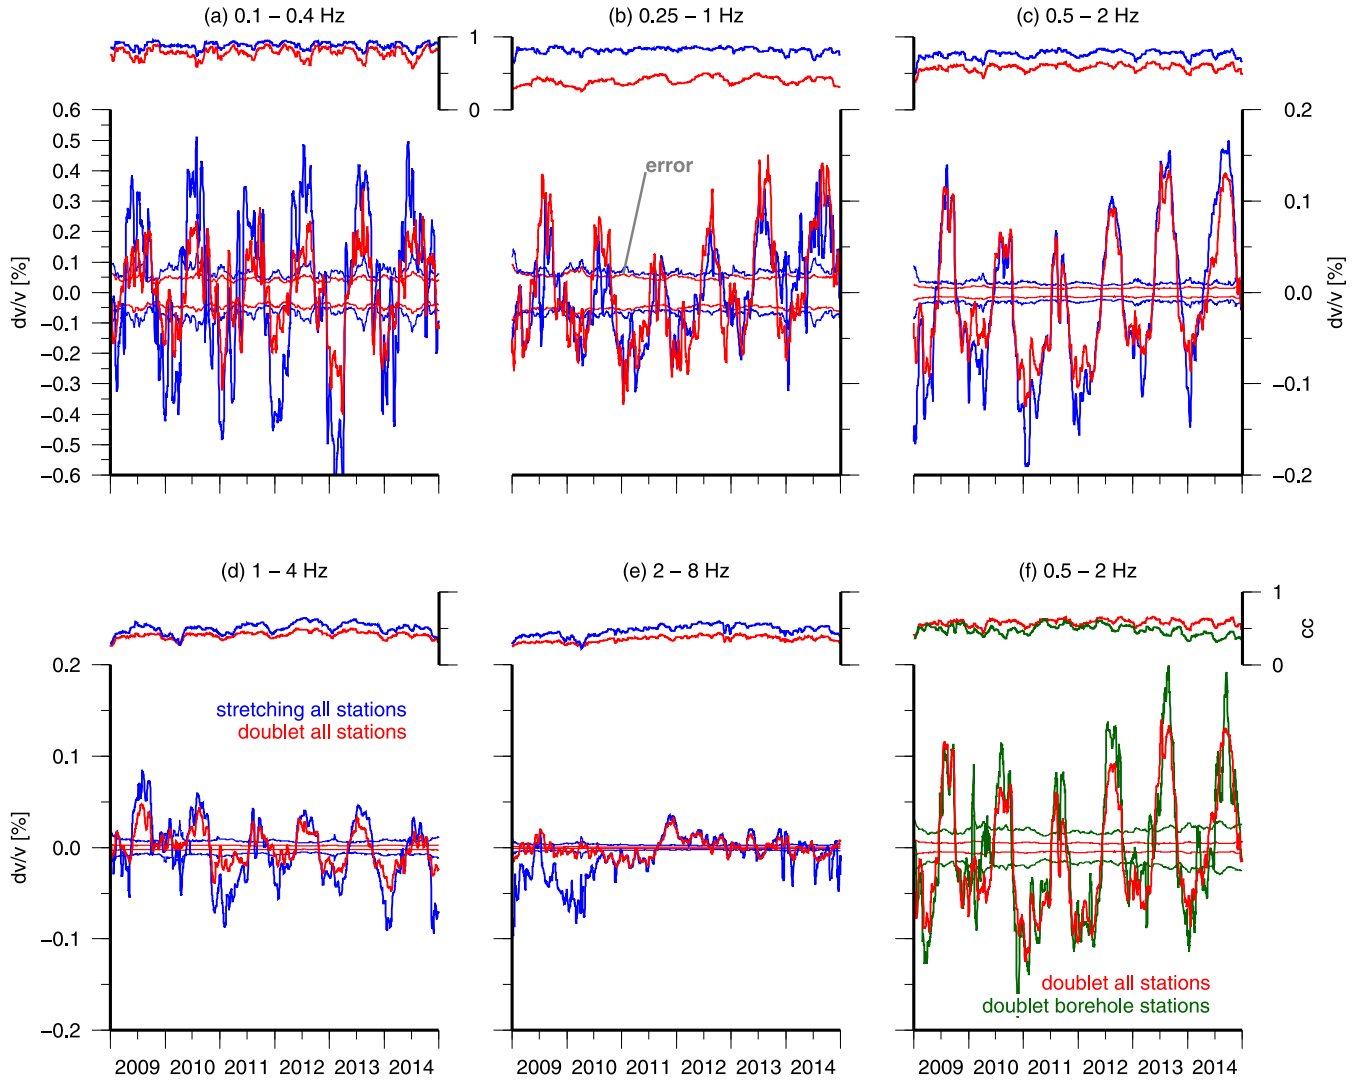 (a) 0.1 – 0.4 Hz
(b) 0.25 – 1 Hz
(c) 0.5 – 2 Hz
1
0
0.6
0.5
0.4
0.3
0.2
0.1
0.0
−0.1
−0.2
−0.3
−0.4
−0.5
−0.6
dv/v [%]
error
0.2
0.1
0.0
−0.1
−0.2
dv/v [%]
(d) 1 – 4 Hz
(e) 2 – 8 Hz
(f) 0.5 – 2 Hz
1
0
cc
0.2
0.1
0.0
−0.1
−0.2
dv/v [%]
stretching all stations
doublet all stations
doublet all stations
doublet borehole stations
2009 2010 2011 2012 2013 2014
2009 2010 2011 2012 2013 2014
2009 2010 2011 2012 2013 2014